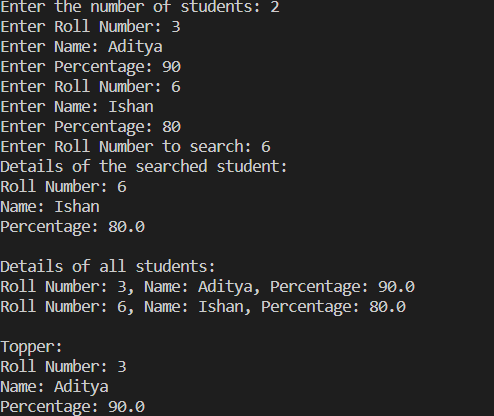 Enter the number of students: 2
Enter Roll Number: 3
Enter Name: Aditya
Enter Percentage: 90
Enter Roll Number: 6
Enter Name: Ishan
Enter Percentage: 80
Enter Roll Number to search: 6
Details of the searched student:
Roll Number: 6
Name: Ishan
Percentage: 80.0

Details of all students:
Roll Number: 3, Name: Aditya, Percentage: 90.0
Roll Number: 6, Name: Ishan, Percentage: 80.0

Topper:
Roll Number: 3
Name: Aditya
Percentage: 90.0